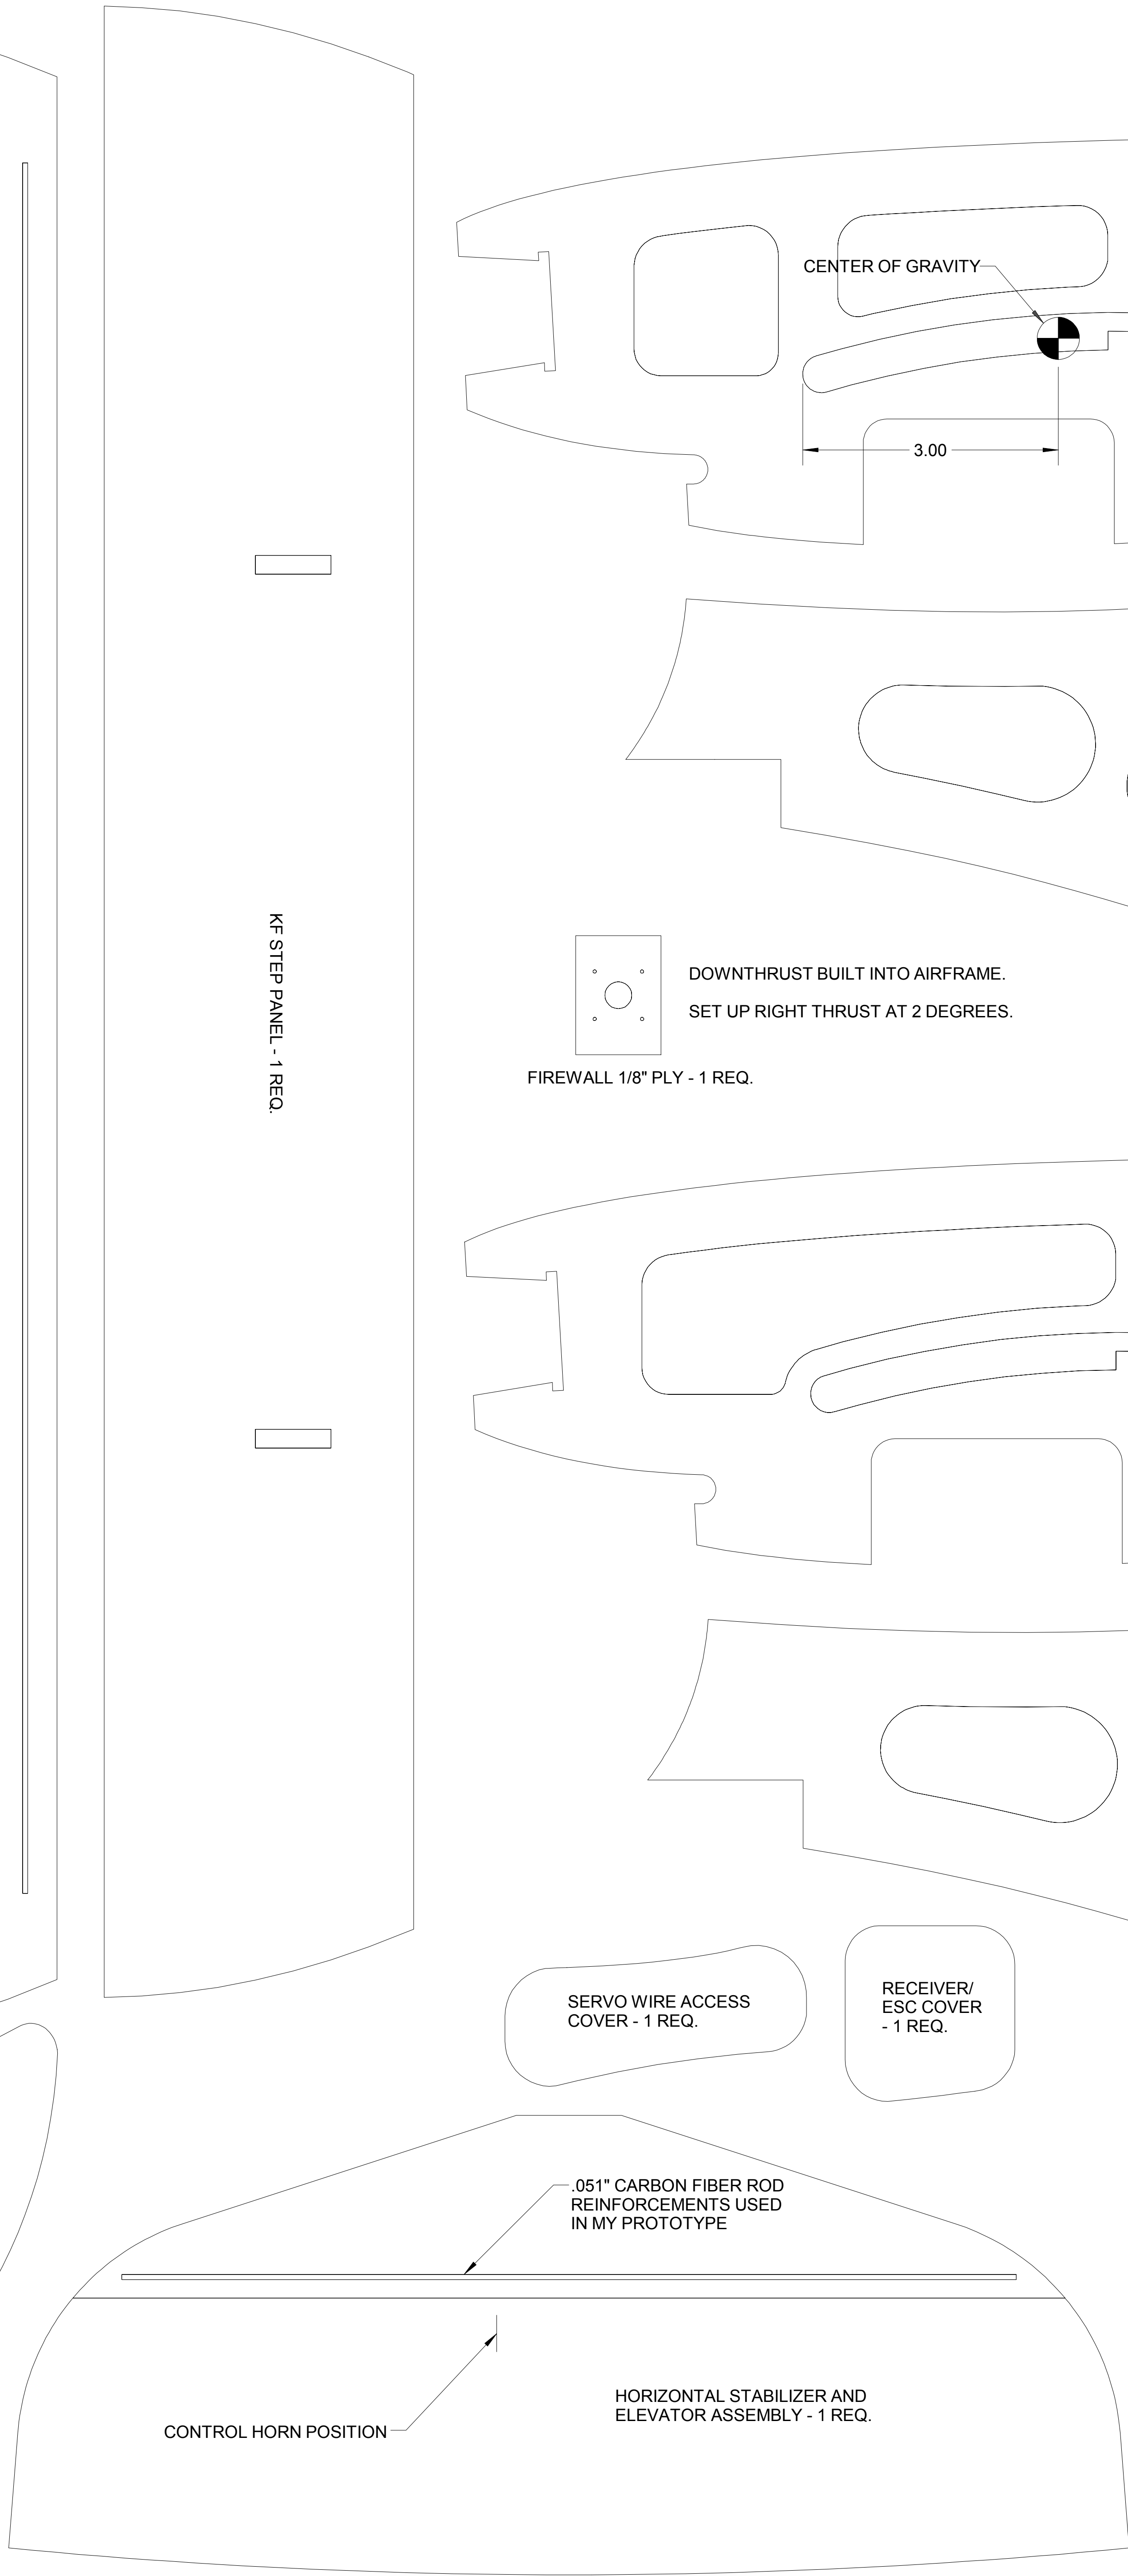 CENTER OF GRAVITY
3.00
KF STEP PANEL - 1 REQ.
DOWNTHRUST BUILT INTO AIRFRAME.
SET UP RIGHT THRUST AT 2 DEGREES.
FIREWALL 1/8" PLY - 1 REQ.
SERVO WIRE ACCESS
COVER - 1 REQ.
RECEIVER/
ESC COVER
- 1 REQ.
.051" CARBON FIBER ROD
REINFORCEMENTS USED
IN MY PROTOTYPE
HORIZONTAL STABILIZER AND
ELEVATOR ASSEMBLY - 1 REQ.
CONTROL HORN POSITION